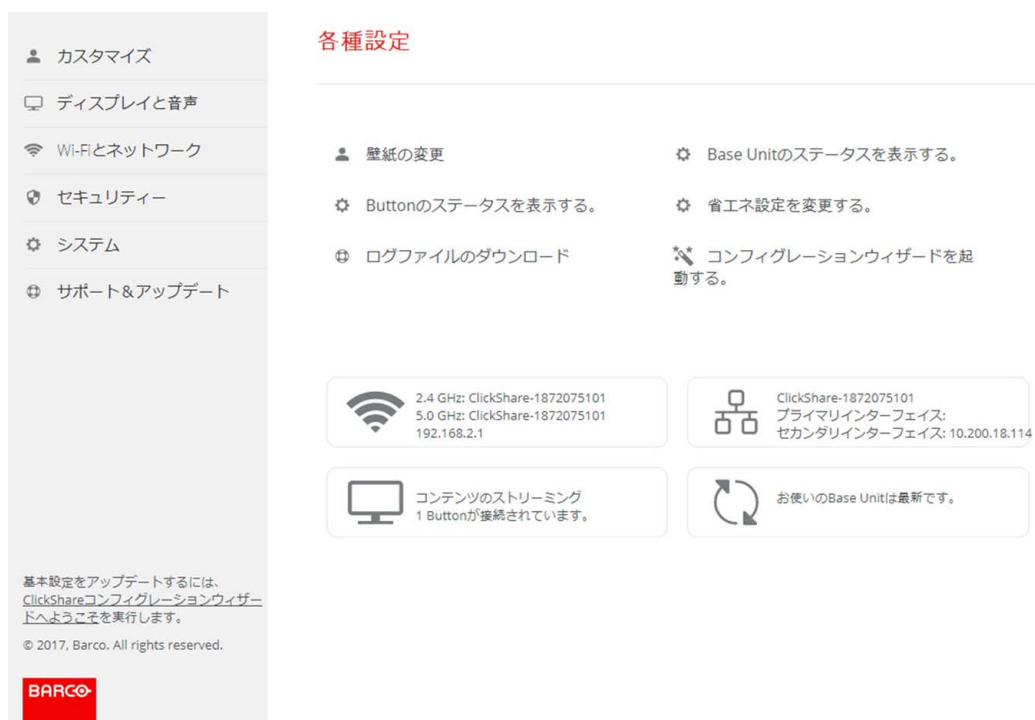 カスタマイズ
ディスプレイと音声
Wi-Fiとネットワーク
セキュリティー
システム
サポート＆アップデート
基本設定をアップデートするには、
ClickShareコンフィグレーションウィザー
ドへようこそを実行します。
© 2017, Barco. All rights reserved.
BARCO
各種設定
壁紙の変更
Base Unitのステータスを表示する。
Buttonのステータスを表示する。
省エネ設定を変更する。
ログファイルのダウンロード
コンフィグレーションウィザードを起
動する。
2.4 GHz: ClickShare-1872075101
5.0 GHz: ClickShare-1872075101
192.168.2.1
ClickShare-1872075101
プライマリインターフェイス:
セカンダリインターフェイス: 10.200.18.114
コンテンツのストリーミング
1 Buttonが接続されています。
お使いのBase Unitは最新です。